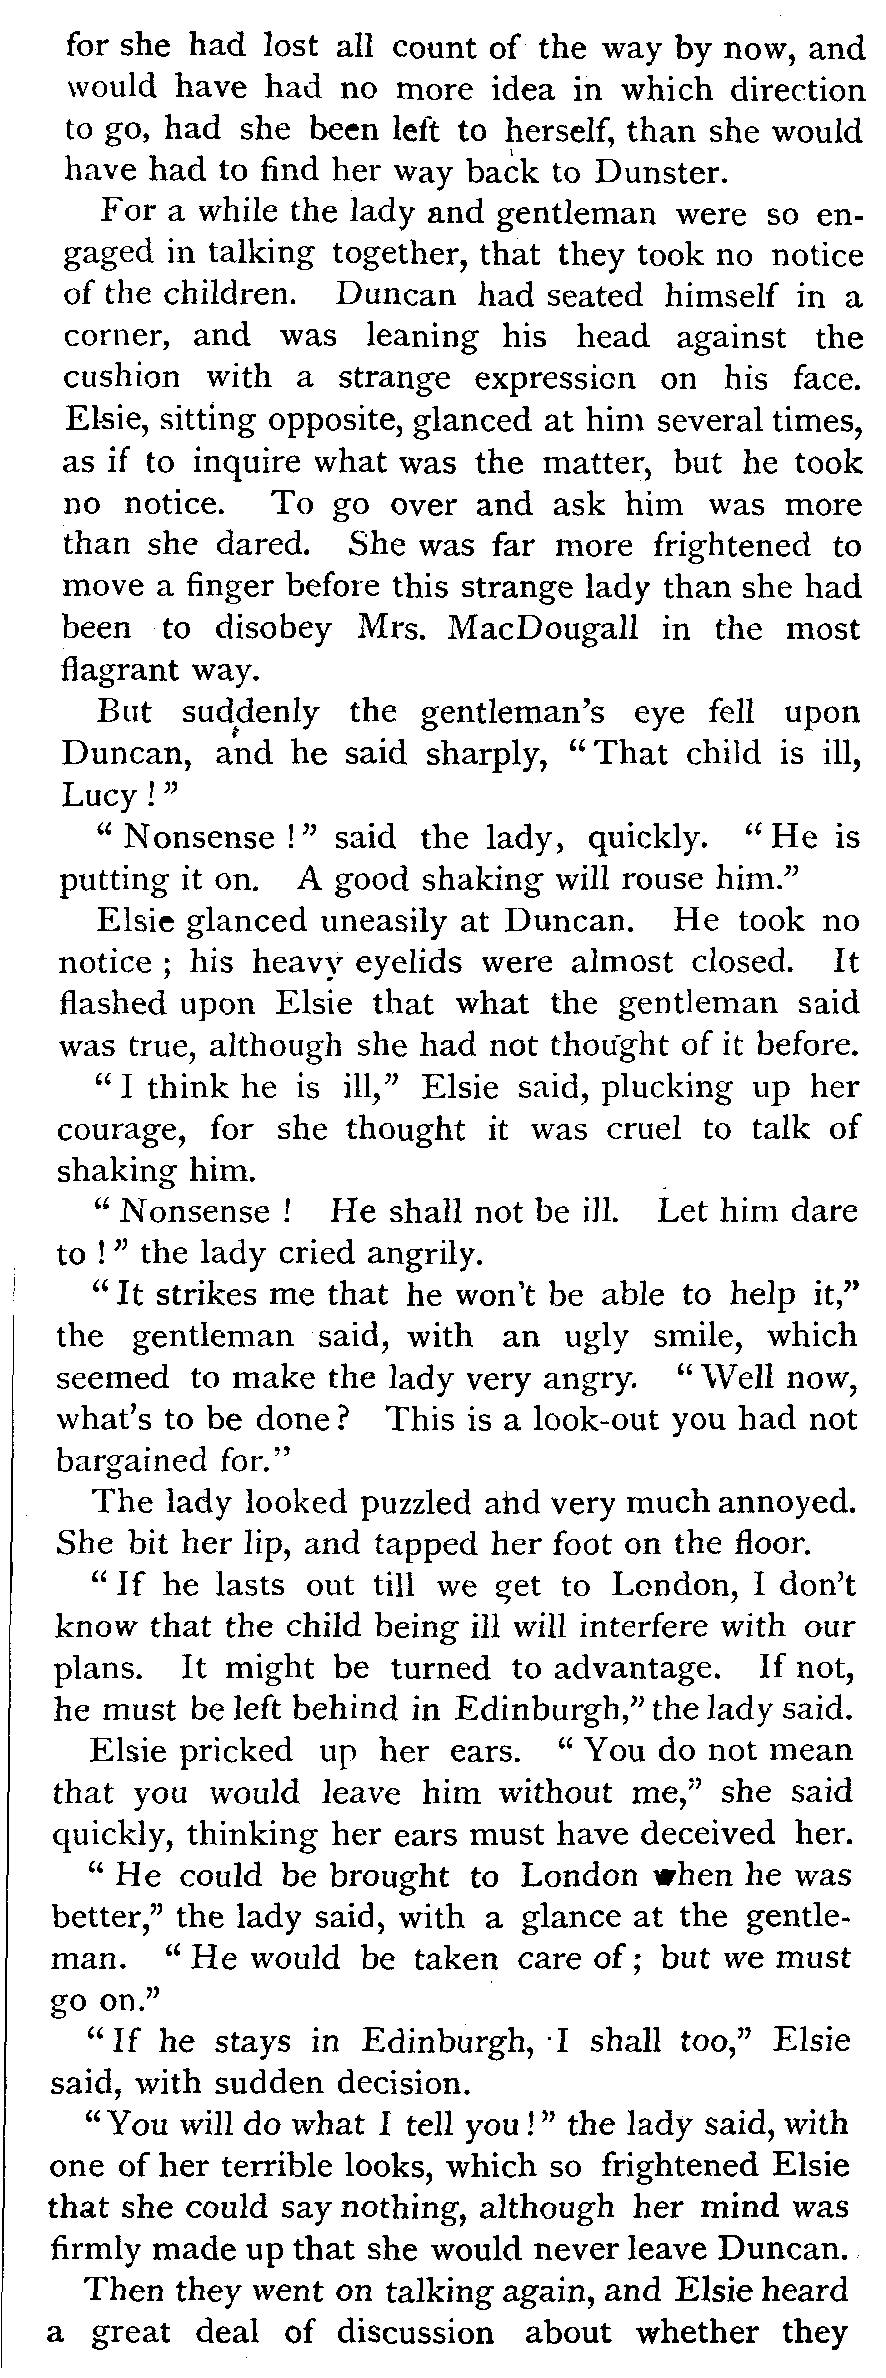 for she had lost all count of the way by now, and
would have had no more idea in which direction
to go, had she been left to herself, than she would
have had to find her way back to Dunster.
For a while the lady and gentleman were so en-
gaged in talking together, that they took no notice
of the children. Duncan had seated himself in a
corner, and was leaning his head against the
cushion with a strange expression on his face.
Elsie, sitting opposite, glanced at him several times,
as if to inquire what was the matter, but he took
no notice. To go over and ask him was more
than she dared. She was far more frightened to
move a finger before this strange lady than she had
been to disobey Mrs. MacDougall in the most
flagrant way.
But suddenly the gentleman's eye fell upon
Duncan, and he said sharply, “That child is ill,
Lucy!”
“Nonsense!” said the lady, quickly. “He is
putting it on. A good shaking will rouse him.”
Elsie glanced uneasily at Duncan. He took no
notice; his heavy eyelids were almost closed. It
flashed upon Elsie that what the gentleman said
was true, although she had not thought of it before.
“I think he is ill,” Elsie said, plucking up her
courage, for she thought it was cruel to talk of
shaking him.
“Nonsense! He shall not be ill. Let him dare
to!” the lady cried angrily.
“It strikes me that he won't be able to help it,”
the gentleman said, with an ugly smile, which
seemed to make the lady very angry. “Well now,
what's to be done? This is a look-out you had not
bargained for.”
The lady looked puzzled and very much annoyed.
She bit her lip, and tapped her foot on the floor.
“If he lasts out till we get to London, I don't
know that the child being ill will interfere with our
plans. It might be turned to advantage. If not,
he must be left behind in Edinburgh,” the lady said.
Elsie pricked up her ears. “You do not mean
that you would leave him without me,” she said
quickly, thinking her ears must have deceived her.
“He could be brought to London when he was
better,” the lady said, with a glance at the gentle-
man. “He would be taken care of; but we must
go on.”
“If he stays in Edinburgh, I shall too,” Elsie
said, with sudden decision.
“You will do what I tell you!” the lady said, with
one of her terrible looks, which so frightened Elsie
that she could say nothing, although her mind was
firmly made up that she would never leave Duncan.
Then they went on talking again, and Elsie heard
a great deal of discussion about whether they